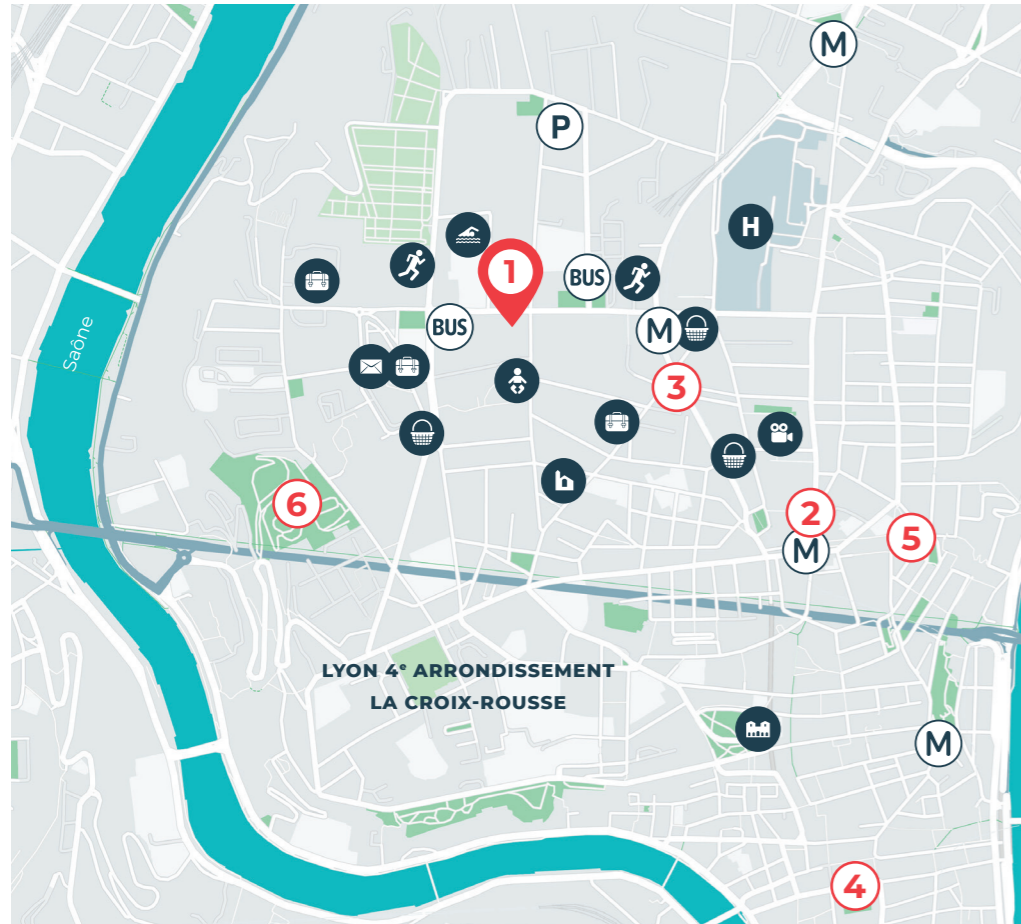 M
P
H
1
BUS
BUS
M
Saône
3
6
2
5
M
LYON 4e ARRONDISSEMENT
LA CROIX-ROUSSE
M
4